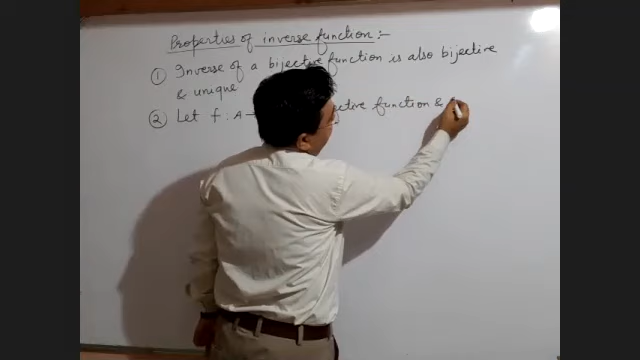 Properties of inverse function :-
① Inverse of a bijective function is also bijective
& unique
② Let f : A → ective function &